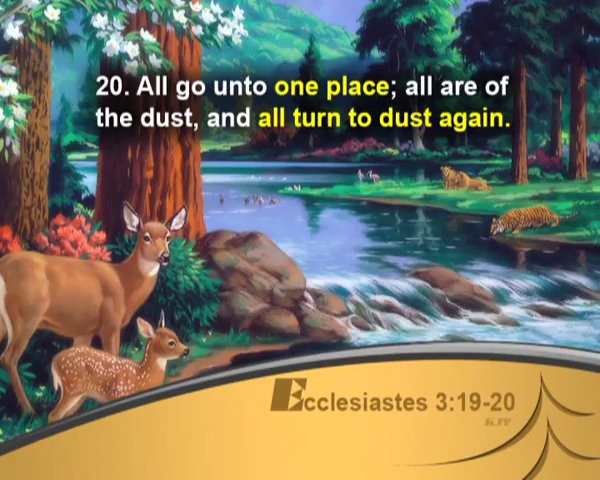 20. All go unto one place; all are of
the dust, and all turn to dust again.
Ecclesiastes 3:19-20
KJV